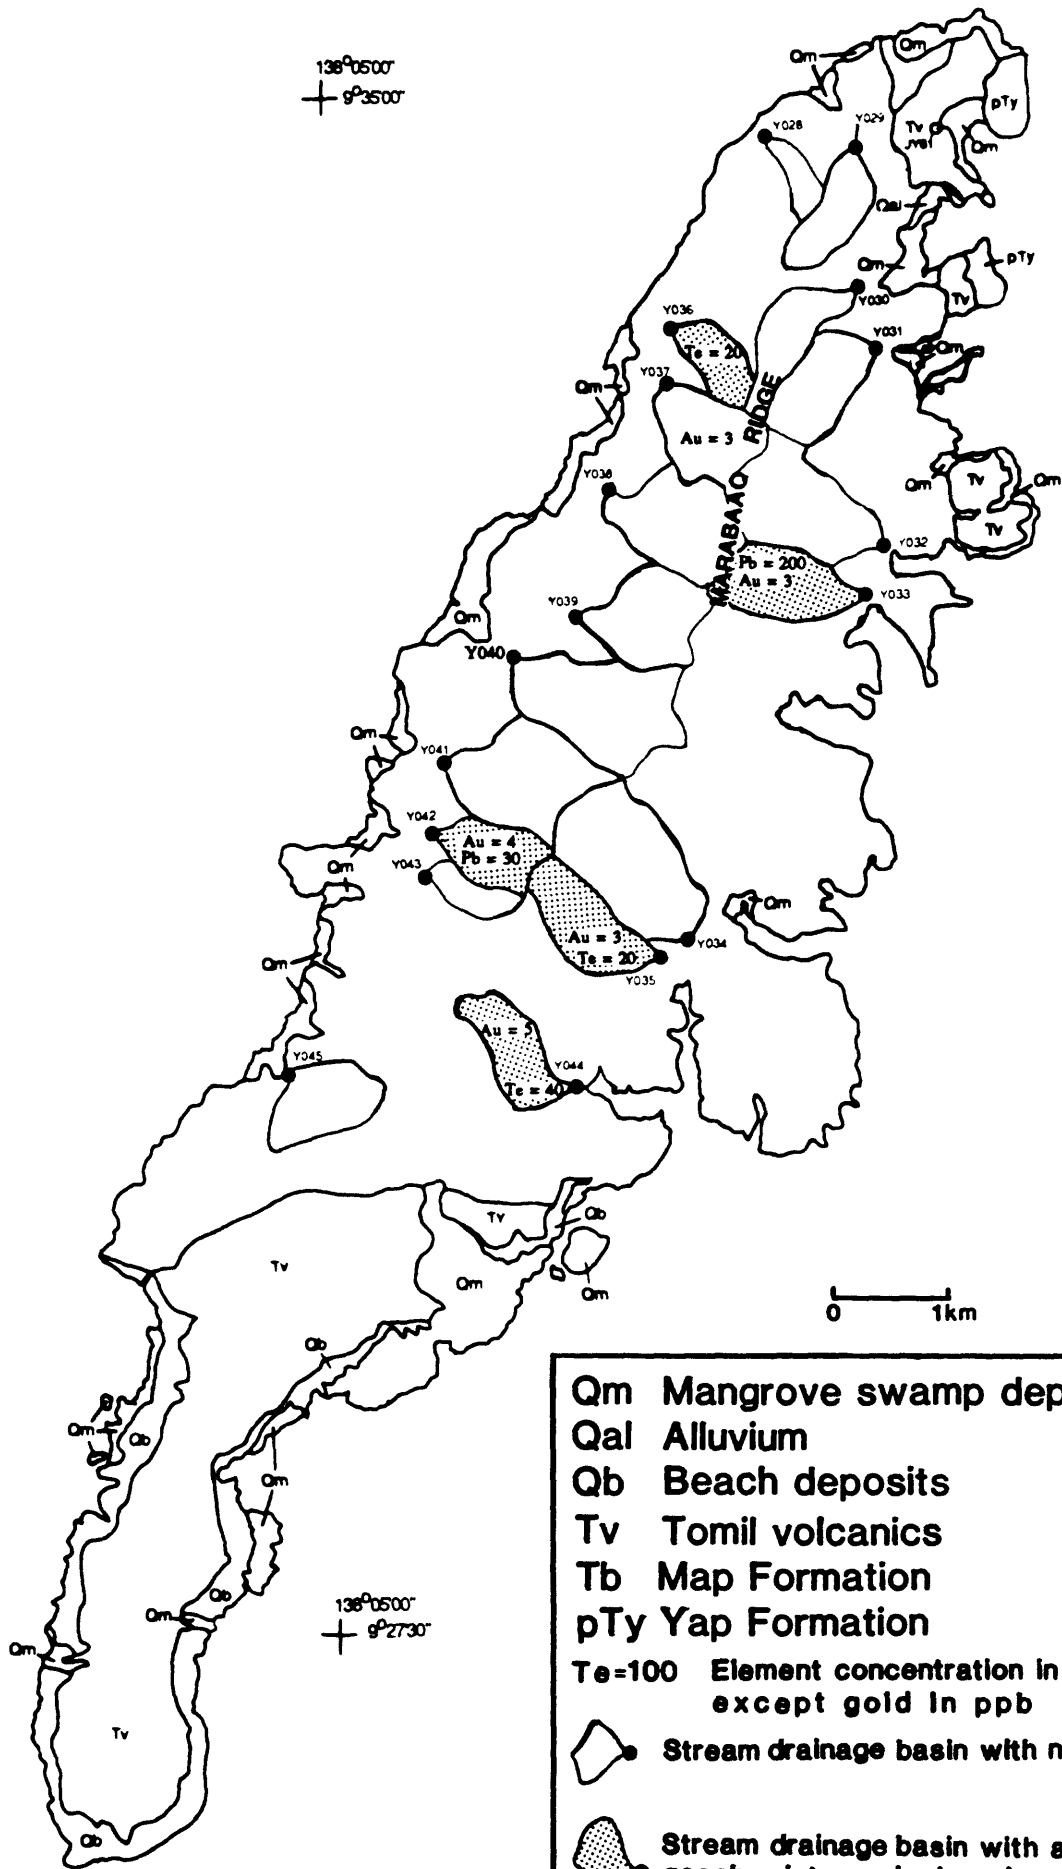 138°05'00"
9°35'00"
Qm
Qm
pTy
Y028
Y029
Tv
Qm
Qal
Qm
pTy
Y030
Tv
Y036
Te = 20
Y031
Qm
Y037
Qm
RIDGE
Au = 3
Y038
Qm
Tv
Qm
MARABAAQ
Tv
Y032
Pb = 200
Au = 3
Y033
Y039
Qm
Y040
Qm
Y041
Y042
Au = 4
Pb = 30
Y043
Qm
Qm
Au = 3
Te = 20
Y034
Y035
Qm
Au = 5
Y045
Y044
Te = 40
Tv
Qb
Tv
Qm
Qm
0 1km
Qb
Qm
Qb
Qm
Qb
Qm
138°05'00"
9°27'30"
Qm
Tv
Qb
Qm Mangrove swamp dep
Qal Alluvium
Qb Beach deposits
Tv Tomil volcanics
Tb Map Formation
pTy Yap Formation
Te=100 Element concentration in
except gold in ppb
Stream drainage basin with n
Stream drainage basin with a